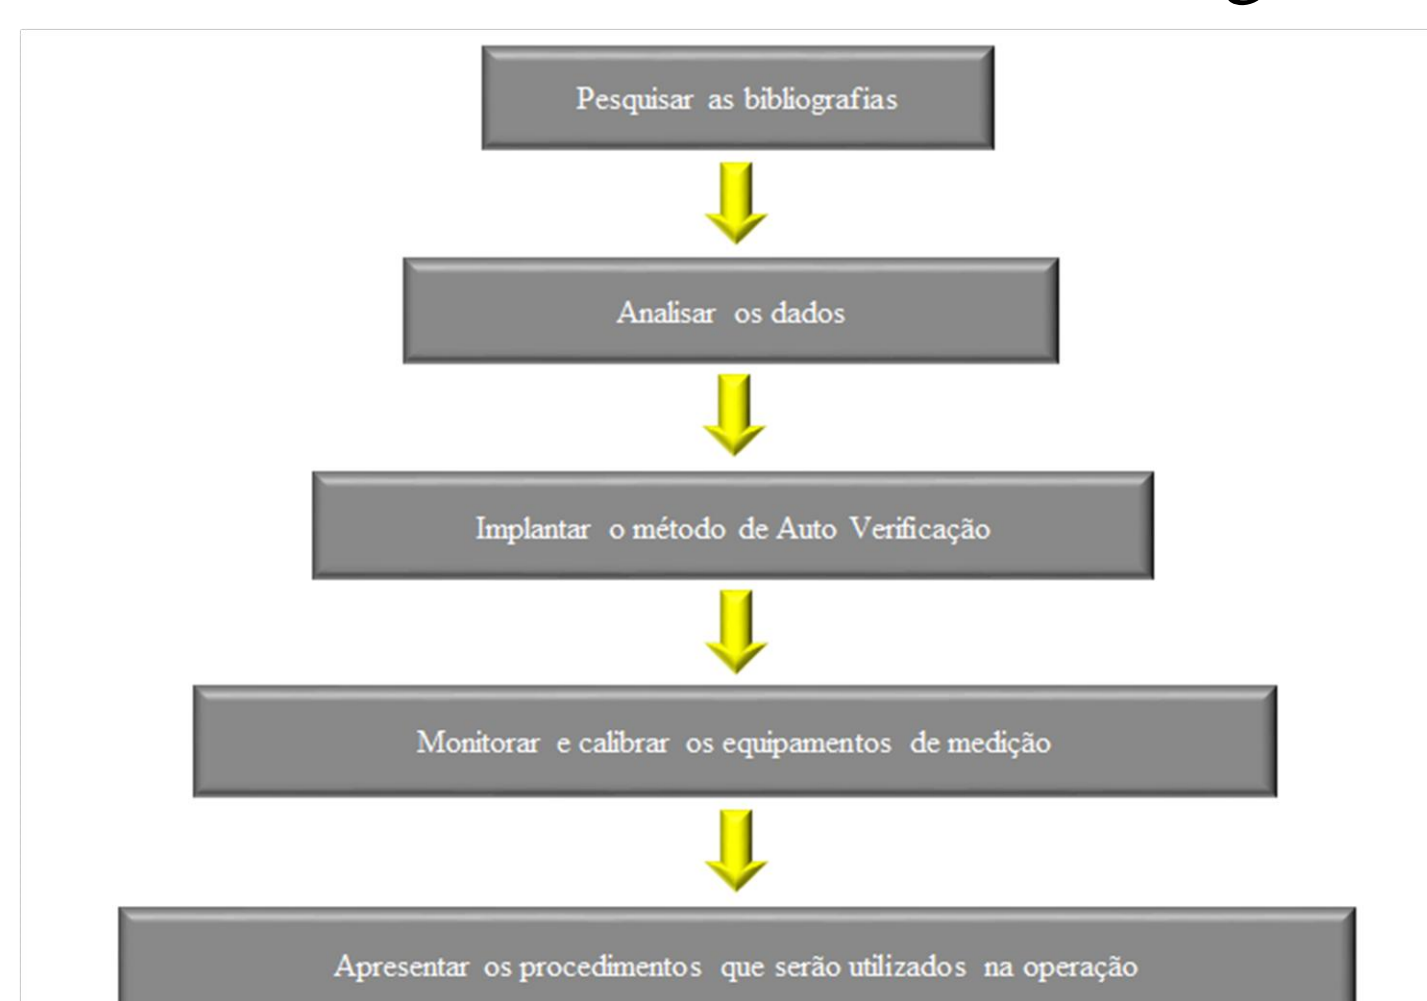 Pesquisar as bibliografias
Analisar os dados
Implantar o método de Auto Verificação
Monitorar e calibrar os equipamentos de medição
Apresentar os procedimentos que serão utilizados na operação